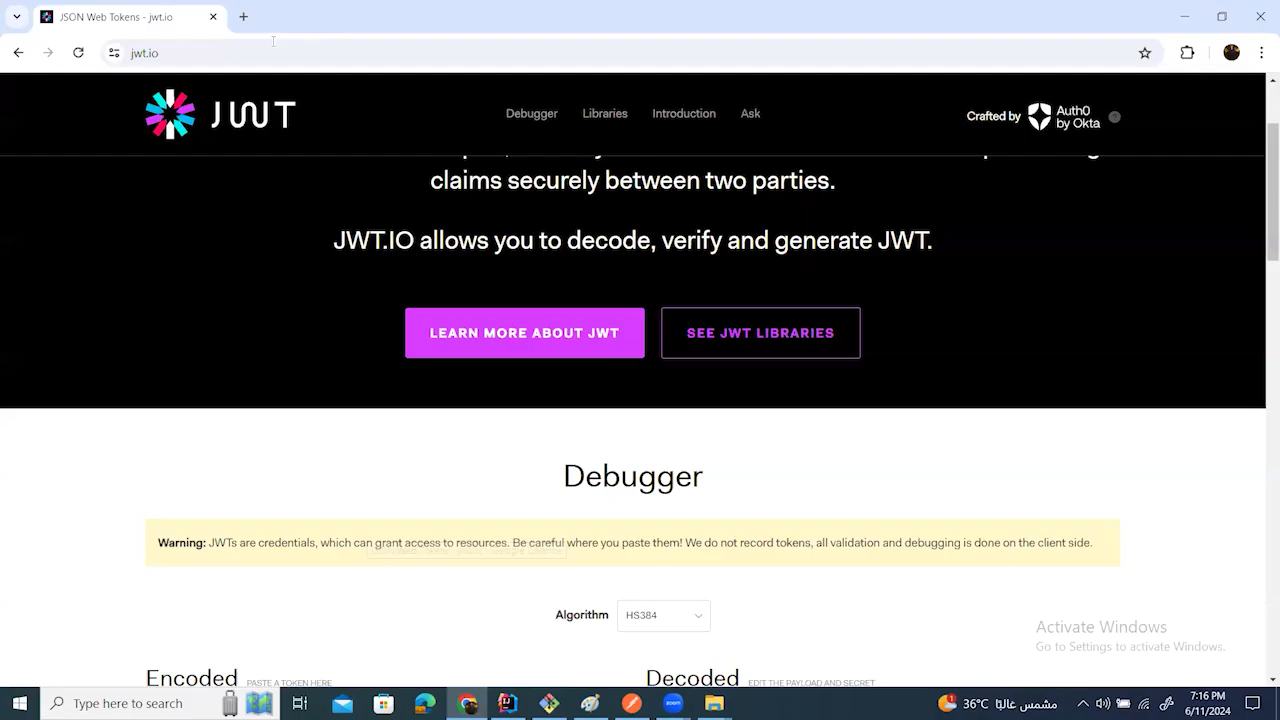 JSON Web Tokens - jwt.io
jwt.io
JWT
Debugger
Libraries
Introduction
Ask
Crafted by
Auth0
by Okta
claims securely between two parties.
JWT.IO allows you to decode, verify and generate JWT.
LEARN MORE ABOUT JWT
SEE JWT LIBRARIES
Debugger
Warning: JWTs are credentials, which can grant access to resources. Be careful where you paste them! We do not record tokens, all validation and debugging is done on the client side.
Algorithm
HS384
Activate Windows
Go to Settings to activate Windows.
Encoded
PASTE A TOKEN HERE
Decoded
EDIT THE PAYLOAD AND SECRET
Type here to search
zoom
36°C مشمس غالبًا
7:16 PM
6/11/2024